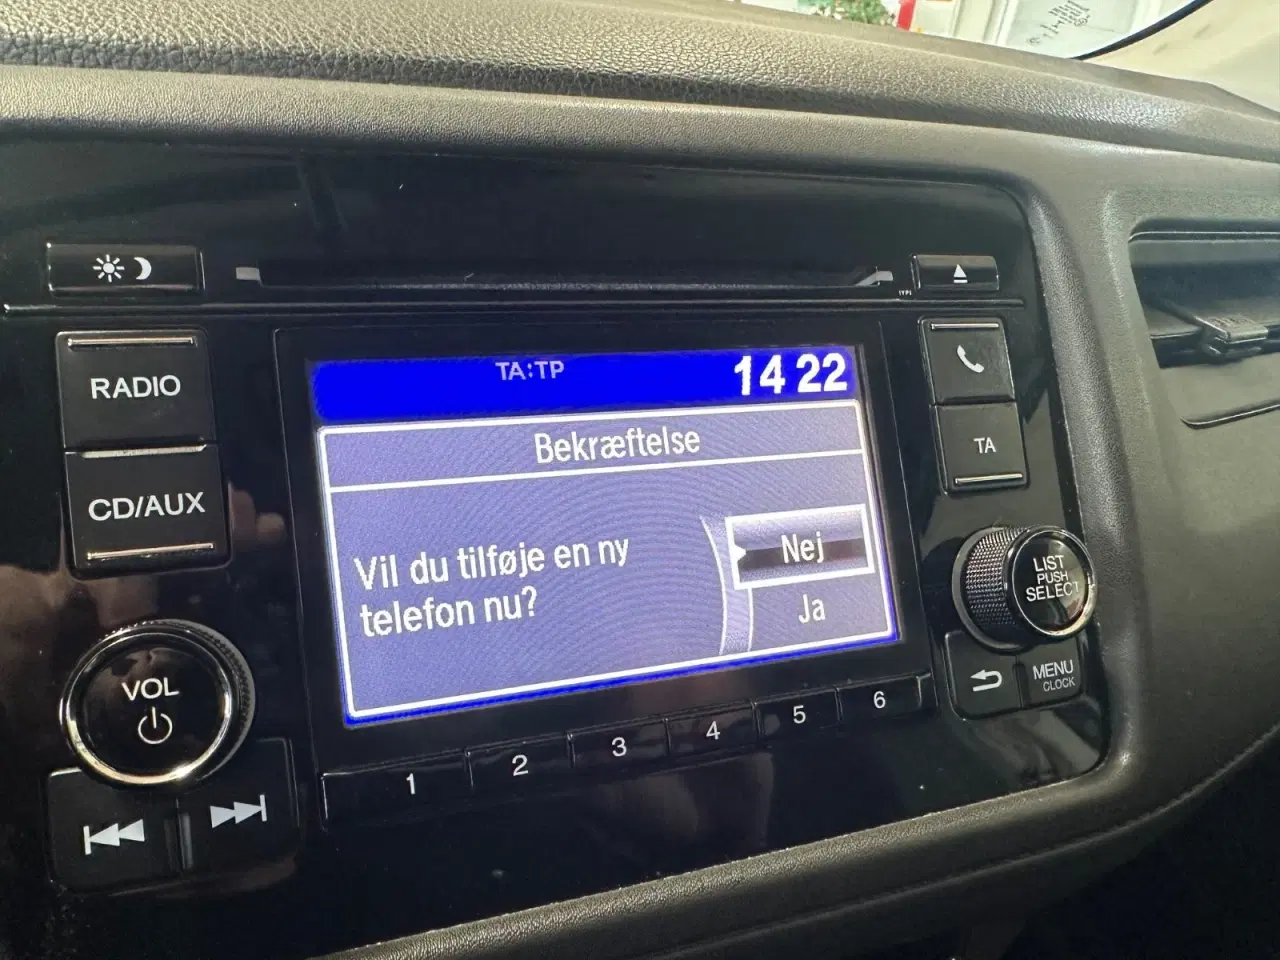 RADIO
CD/AUX
VOL
TA:TP
14 22
Bekræftelse
Vil du tilføje en ny
telefon nu?
Nej
Ja
TA
LIST
PUSH
SELECT
MENU
CLOCK
1
2
3
4
5
6